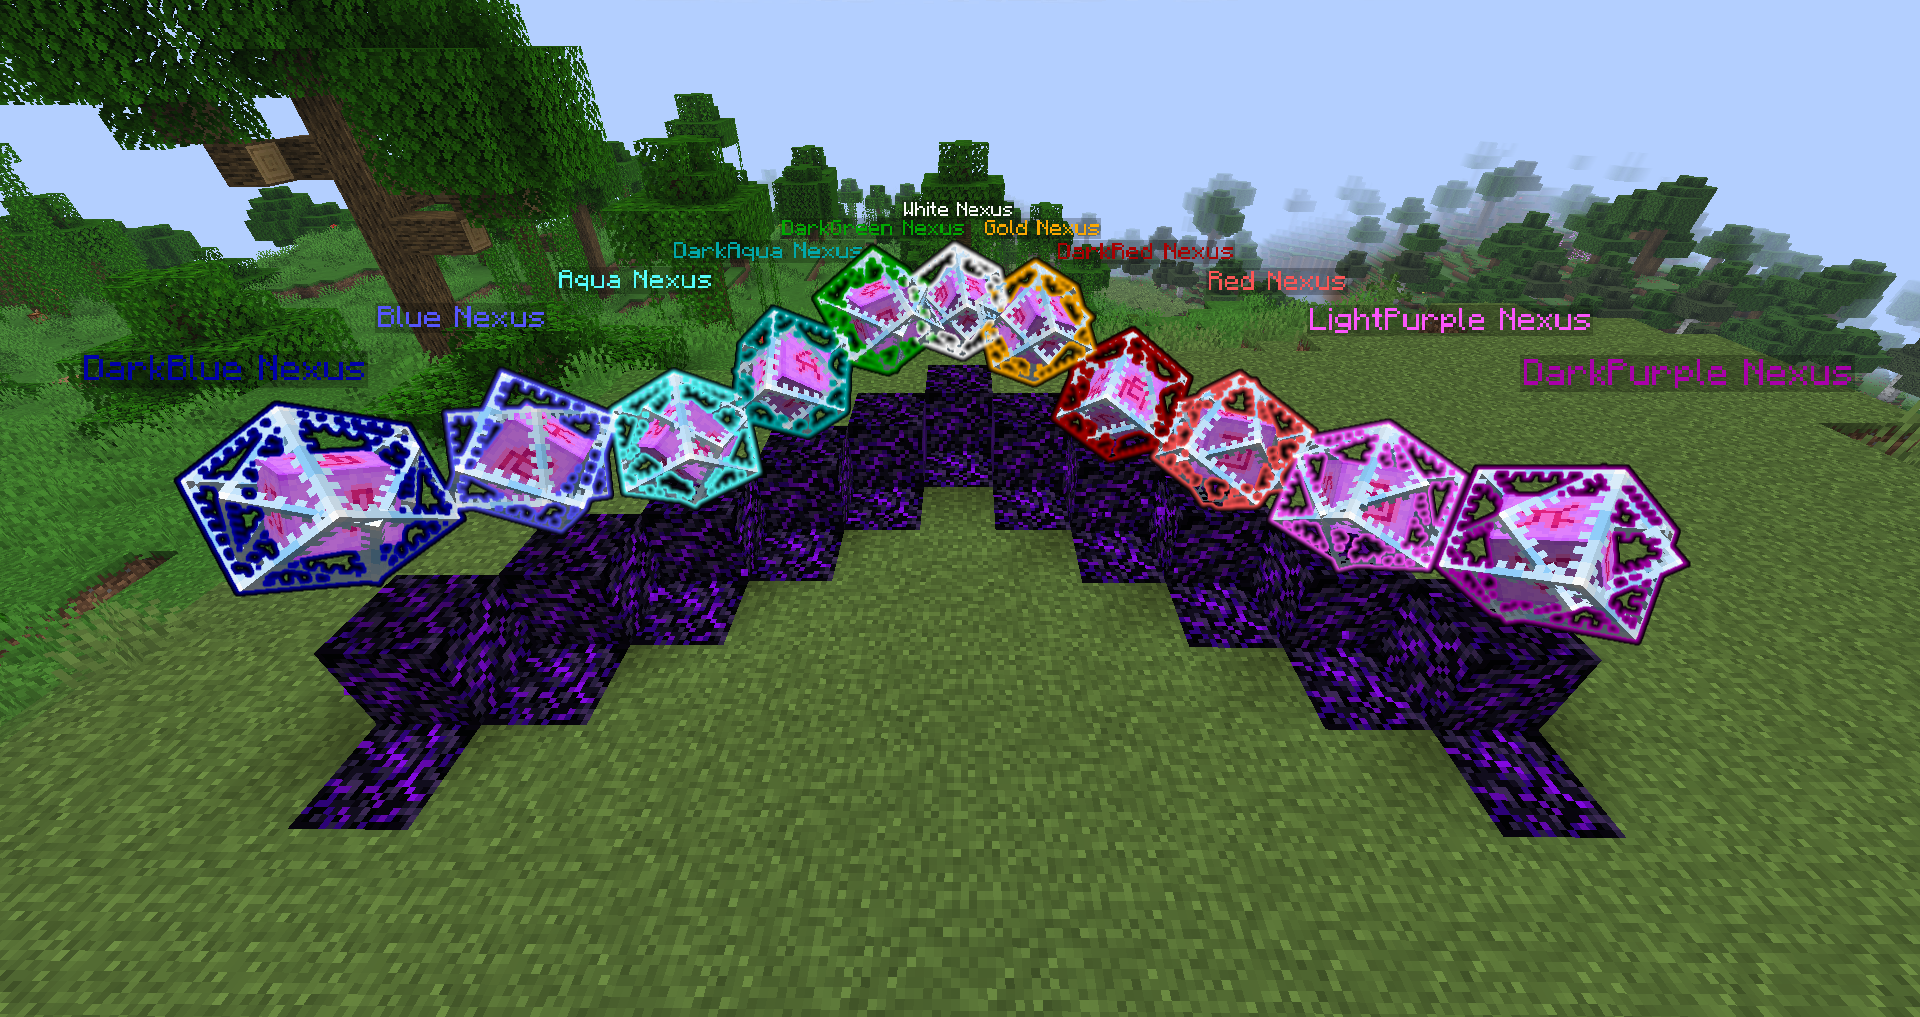 White Nexus
DarkGreen Nexus
Gold Nexus
DarkAqua Nexus
DarkRed Nexus
Aqua Nexus
Red Nexus
Blue Nexus
LightPurple Nexus
DarkBlue Nexus
DarkPurple Nexus